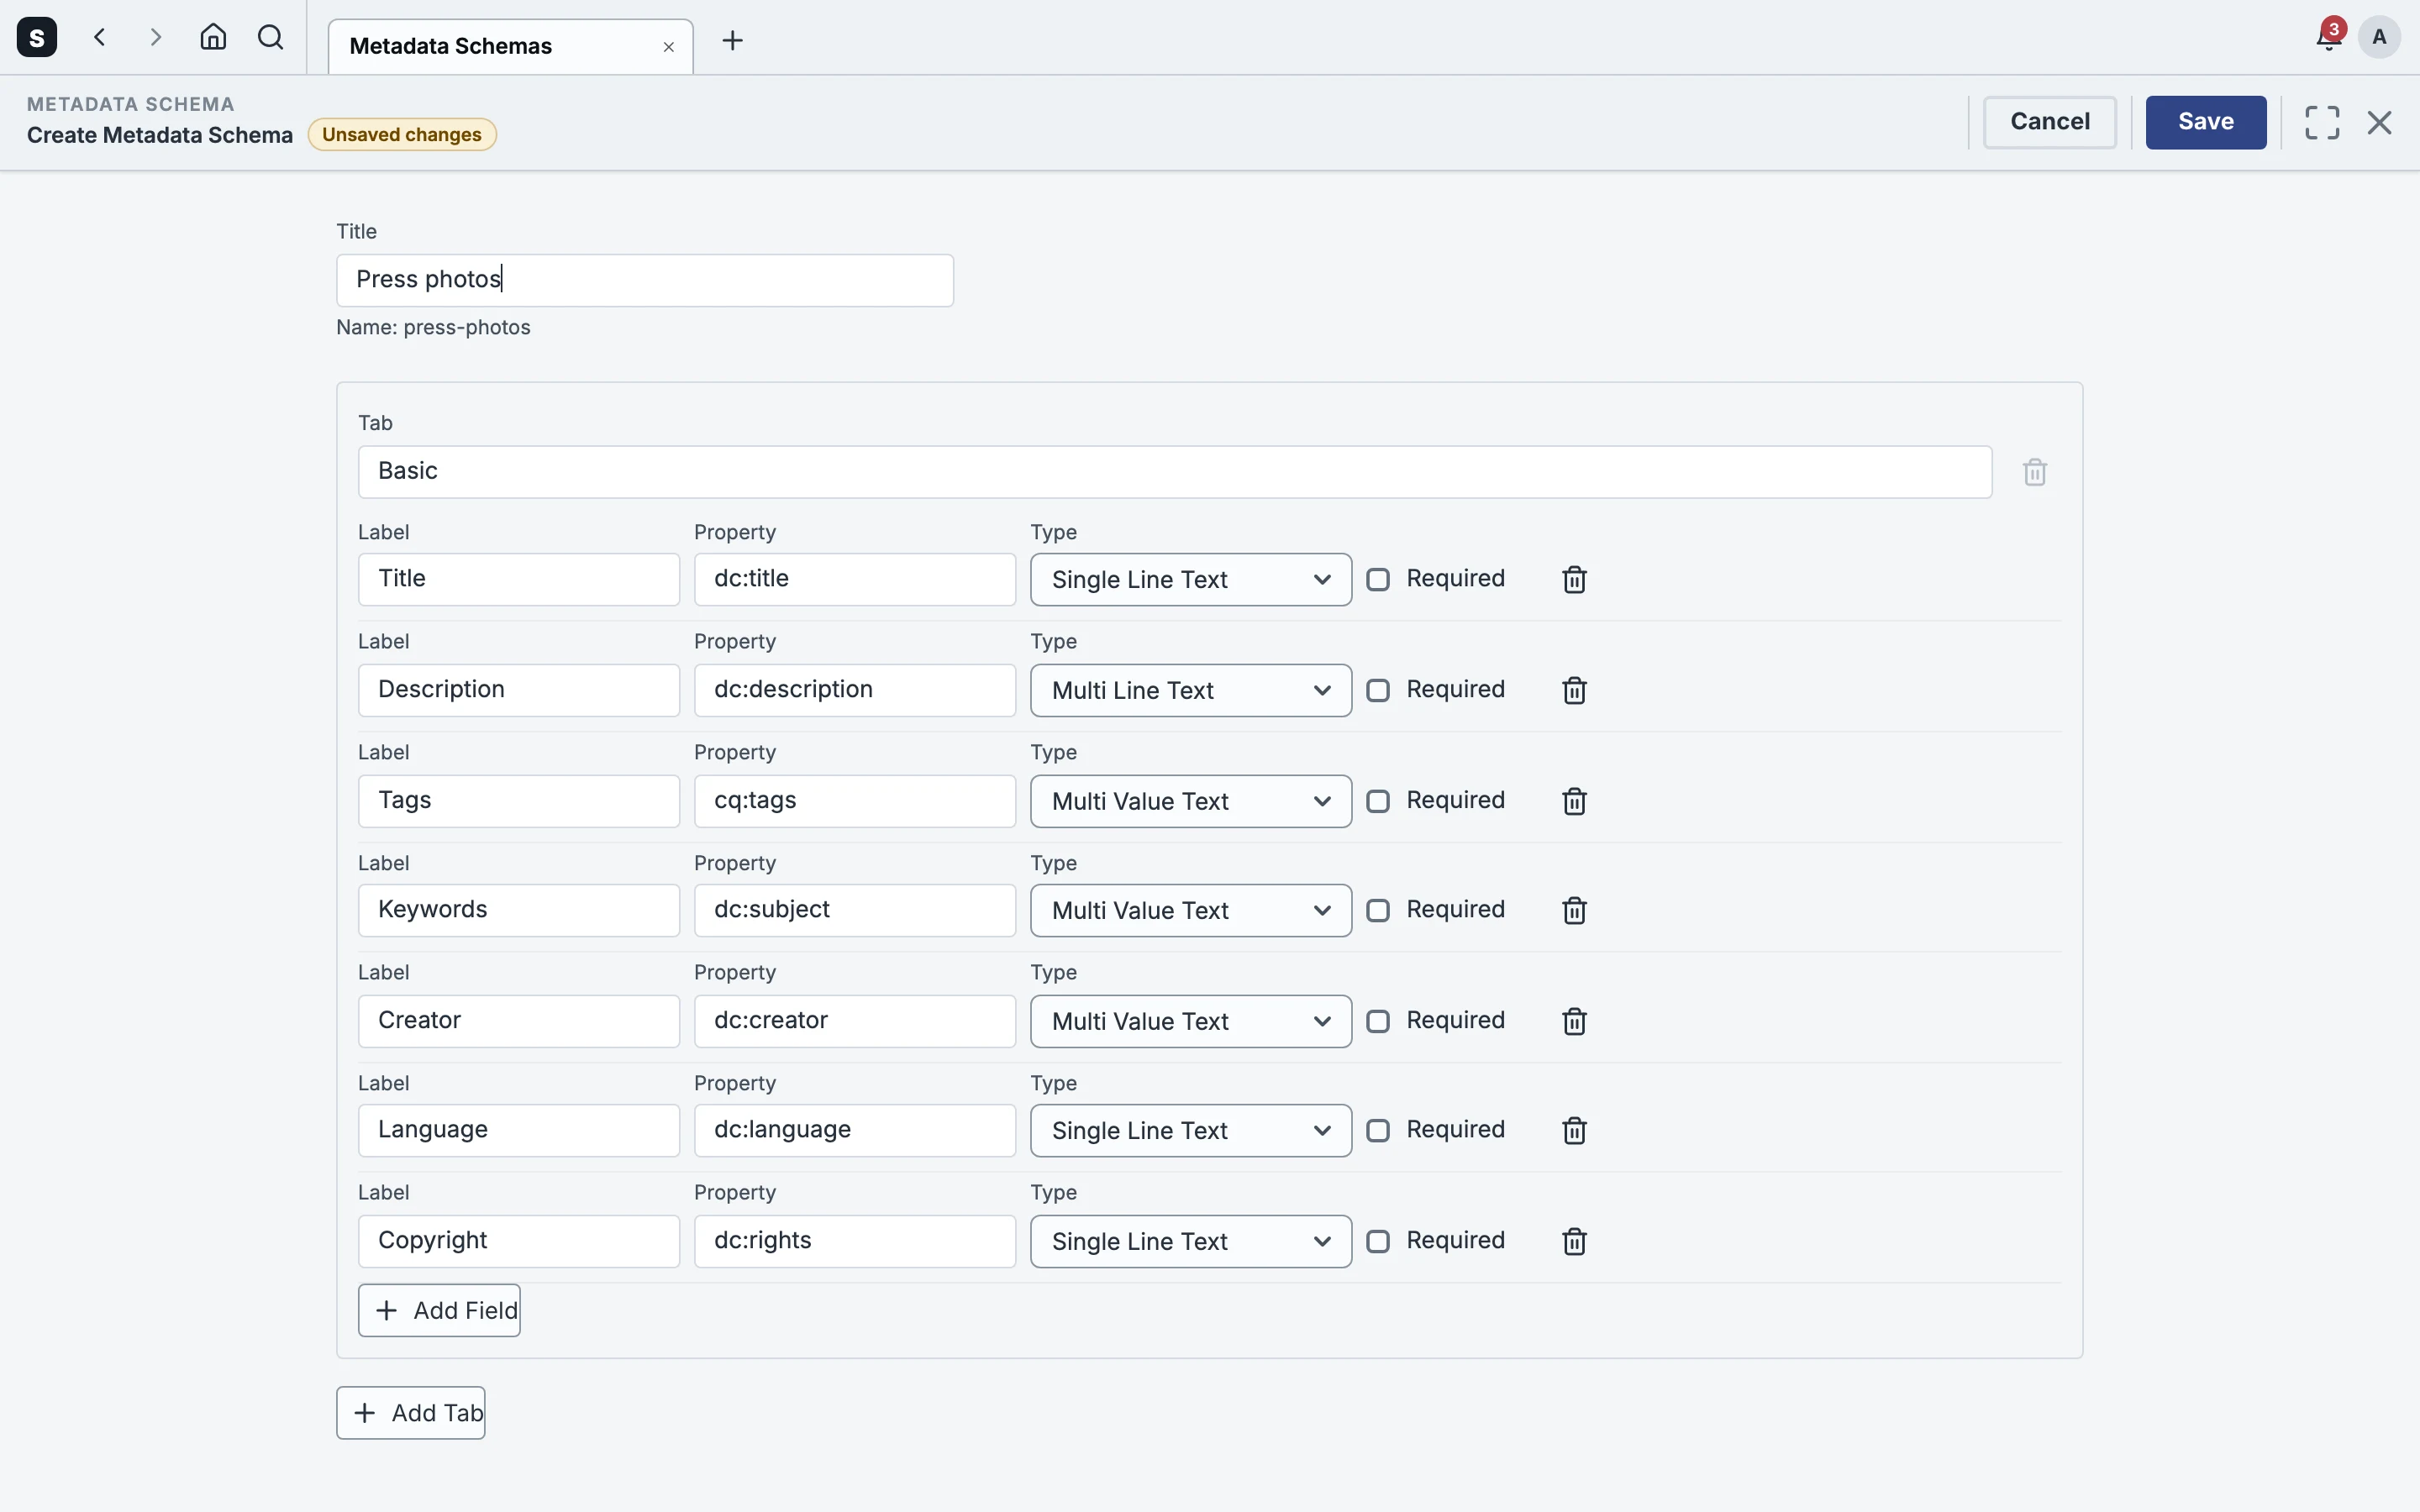 S
Metadata Schemas
3
A
METADATA SCHEMA
Create Metadata Schema
Unsaved changes
Cancel
Save
Title
Press photos
Name: press-photos
Tab
Basic
Label Property Type
Title dc:title Single Line Text Required
Label Property Type
Description dc:description Multi Line Text Required
Label Property Type
Tags cq:tags Multi Value Text Required
Label Property Type
Keywords dc:subject Multi Value Text Required
Label Property Type
Creator dc:creator Multi Value Text Required
Label Property Type
Language dc:language Single Line Text Required
Label Property Type
Copyright dc:rights Single Line Text Required
Add Field
Add Tab